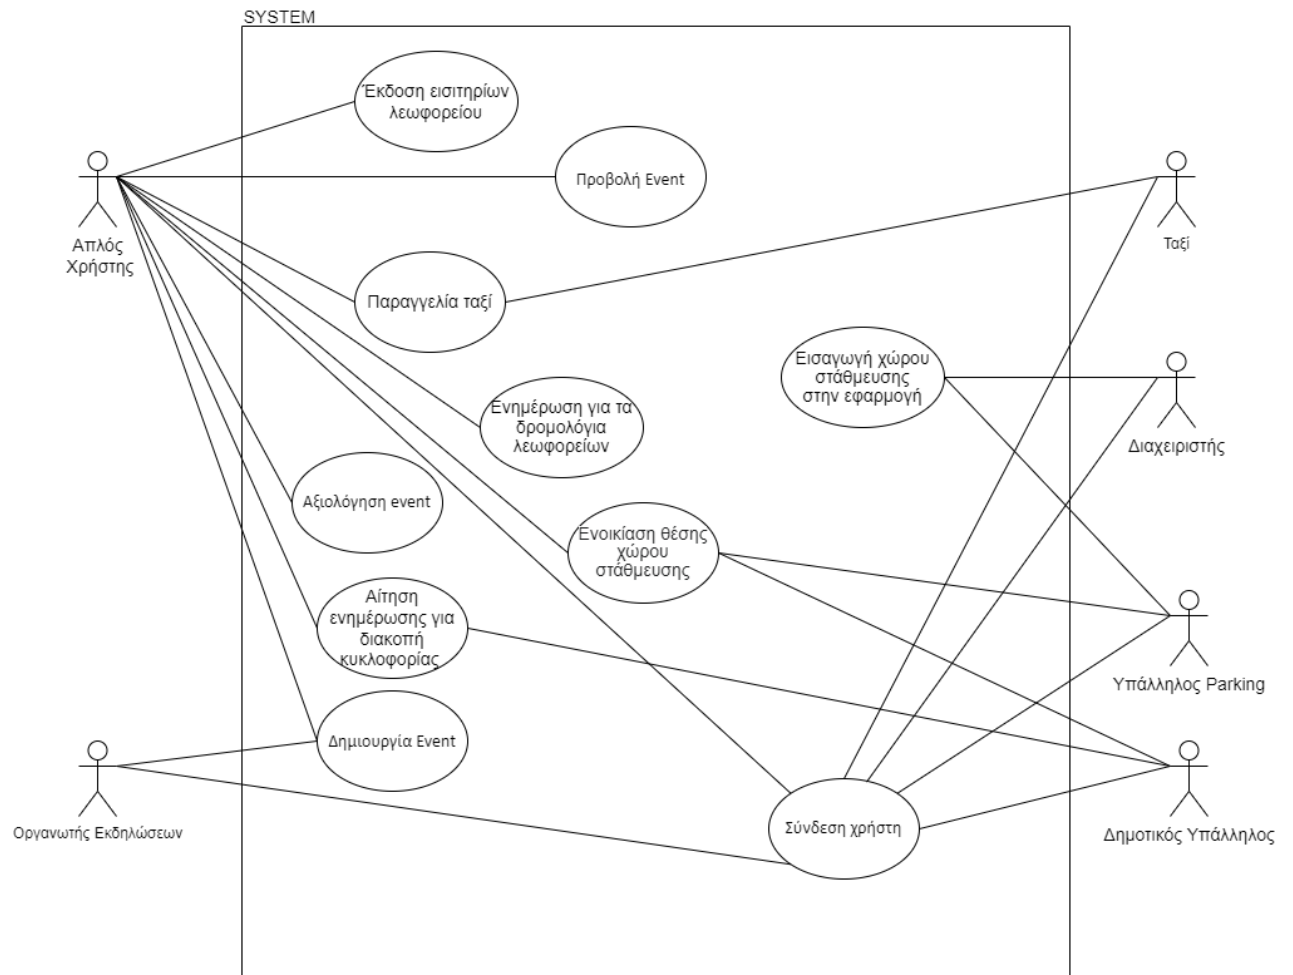 SYSTEM
Έκδοση εισιτηρίων
λεωφορείου
Προβολή Event
Απλός
Χρήστης
Ταξί
Παραγγελία ταξί
Εισαγωγή χώρου
στάθμευσης
στην εφαρμογή
Διαχειριστής
Ενημέρωση για τα
δρομολόγια
λεωφορείων
Αξιολόγηση event
Ενοικίαση θέσης
χώρου
στάθμευσης
Αίτηση
ενημέρωσης για
διακοπή
κυκλοφορίας
Υπάλληλος Parking
Δημιουργία Event
Οργανωτής Εκδηλώσεων
Σύνδεση χρήστη
Δημοτικός Υπάλληλος